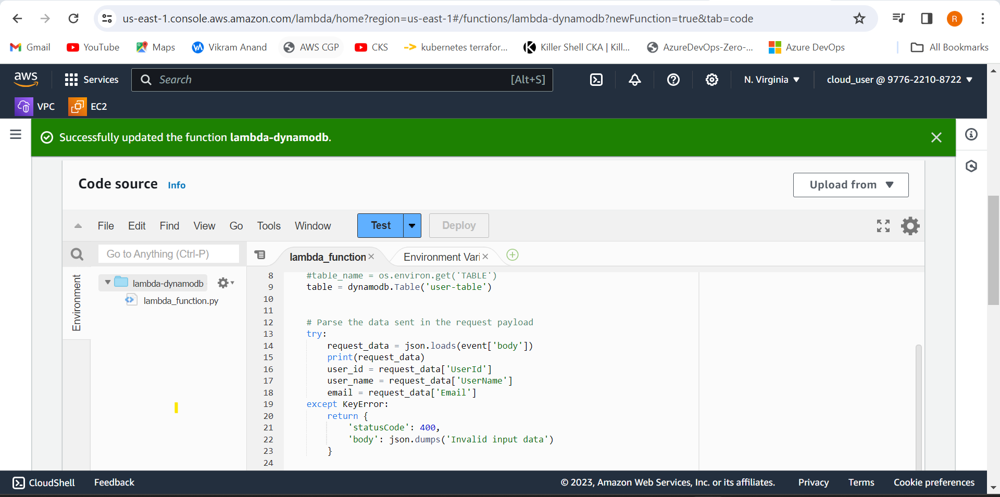 us-east-1.console.aws.amazon.com/lambda/home?region=us-east-1#/functions/lambda-dynamodb?newFunction=true&tab=code
R
Gmail YouTube Maps Vikram Anand AWS CGP CKS kubernetes terrafor... Killer Shell CKA | Kill... AzureDevOps-Zero-... Azure DevOps All Bookmarks
aws Services Search [Alt+S] N. Virginia cloud_user @ 9776-2210-8722
VPC EC2
Successfully updated the function lambda-dynamodb.
Code source Info Upload from
File Edit Find View Go Tools Window Test Deploy
Go to Anything (Ctrl-P) lambda_function Environment Vari
Environment
lambda-dynamodb
lambda_function.py
8 #table_name = os.environ.get('TABLE')
9 table = dynamodb.Table('user-table')
10
11
12 # Parse the data sent in the request payload
13 try:
14 request_data = json.loads(event['body'])
15 print(request_data)
16 user_id = request_data['UserId']
17 user_name = request_data['UserName']
18 email = request_data['Email']
19 except KeyError:
20 return {
21 'statusCode': 400,
22 'body': json.dumps('Invalid input data')
23 }
24
CloudShell Feedback © 2023, Amazon Web Services, Inc. or its affiliates. Privacy Terms Cookie preferences